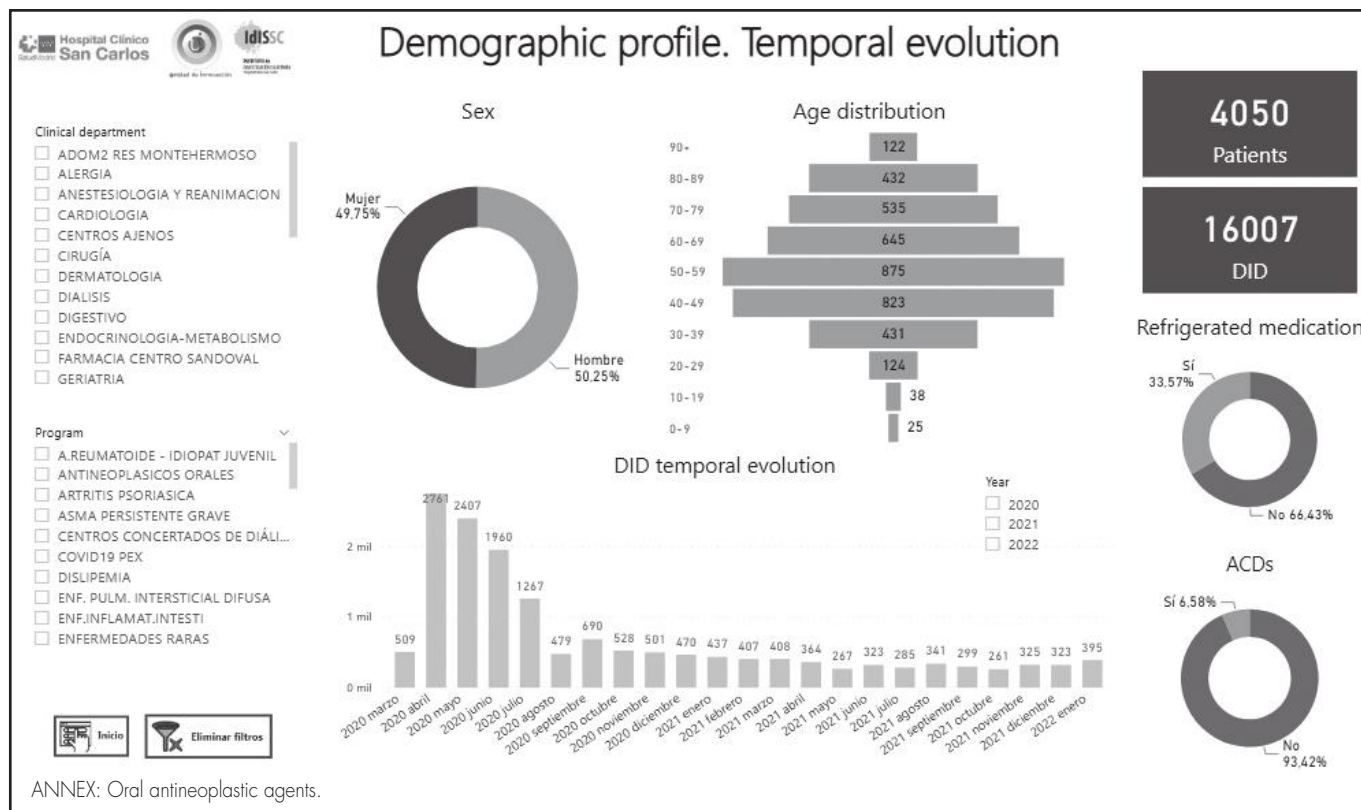 Hospital Clínico
San Carlos
SaludMadrid
unidad de innovación
IdISSC
Demographic profile. Temporal evolution
Clinical department
ADOM2 RES MONTEHERMOSO
ALERGIA
ANESTESIOLOGIA Y REANIMACION
CARDIOLOGIA
CENTROS AJENOS
CIRUGÍA
DERMATOLOGIA
DIALISIS
DIGESTIVO
ENDOCRINOLOGIA-METABOLISMO
FARMACIA CENTRO SANDOVAL
GERIATRIA
Program
A.REUMATOIDE - IDIOPAT JUVENIL
ANTINEOPLASICOS ORALES
ARTRITIS PSORIASICA
ASMA PERSISTENTE GRAVE
CENTROS CONCERTADOS DE DIÁLI...
COVID19 PEX
DISLIPEMIA
ENF. PULM. INTERSTICIAL DIFUSA
ENF.INFLAMAT.INTESTI
ENFERMEDADES RARAS
Inicio
Eliminar filtros
Sex
Mujer
49,75%
Hombre
50,25%
Age distribution
90+ 122
80-89 432
70-79 535
60-69 645
50-59 875
40-49 823
30-39 431
20-29 124
10-19 38
0-9 25
4050
Patients
16007
DID
Refrigerated medication
Sí
33,57%
No 66,43%
ACDs
Sí 6,58%
No
93,42%
DID temporal evolution
Year
2020
2021
2022
2 mil
1 mil
0 mil
509 2761 2407 1960 1267 479 690 528 501 470 437 407 408 364 267 323 285 341 299 261 325 323 395
2020 marzo
2020 abril
2020 mayo
2020 junio
2020 julio
2020 agosto
2020 septiembre
2020 octubre
2020 noviembre
2020 diciembre
2021 enero
2021 febrero
2021 marzo
2021 abril
2021 mayo
2021 junio
2021 julio
2021 agosto
2021 septiembre
2021 octubre
2021 noviembre
2021 diciembre
2022 enero
ANNEX: Oral antineoplastic agents.